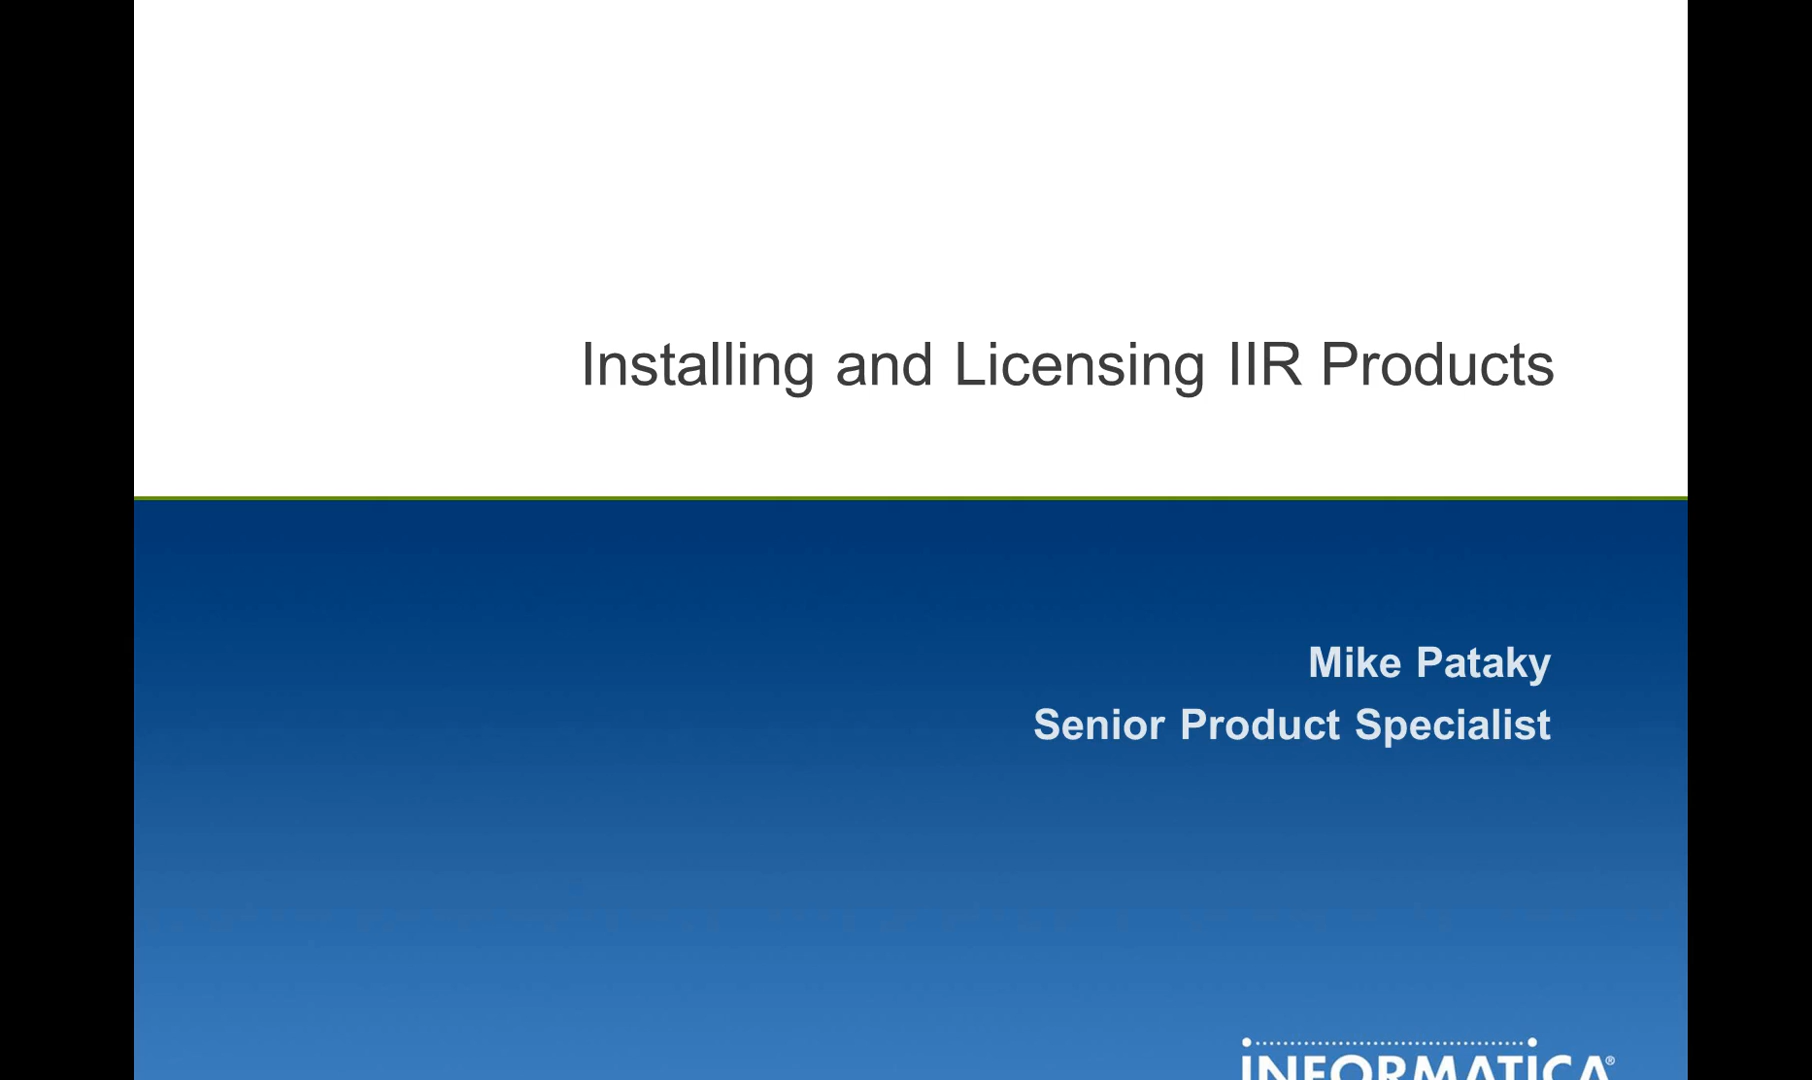 Installing and Licensing IIR Products
Mike Pataky
Senior Product Specialist
INFORMATICA®